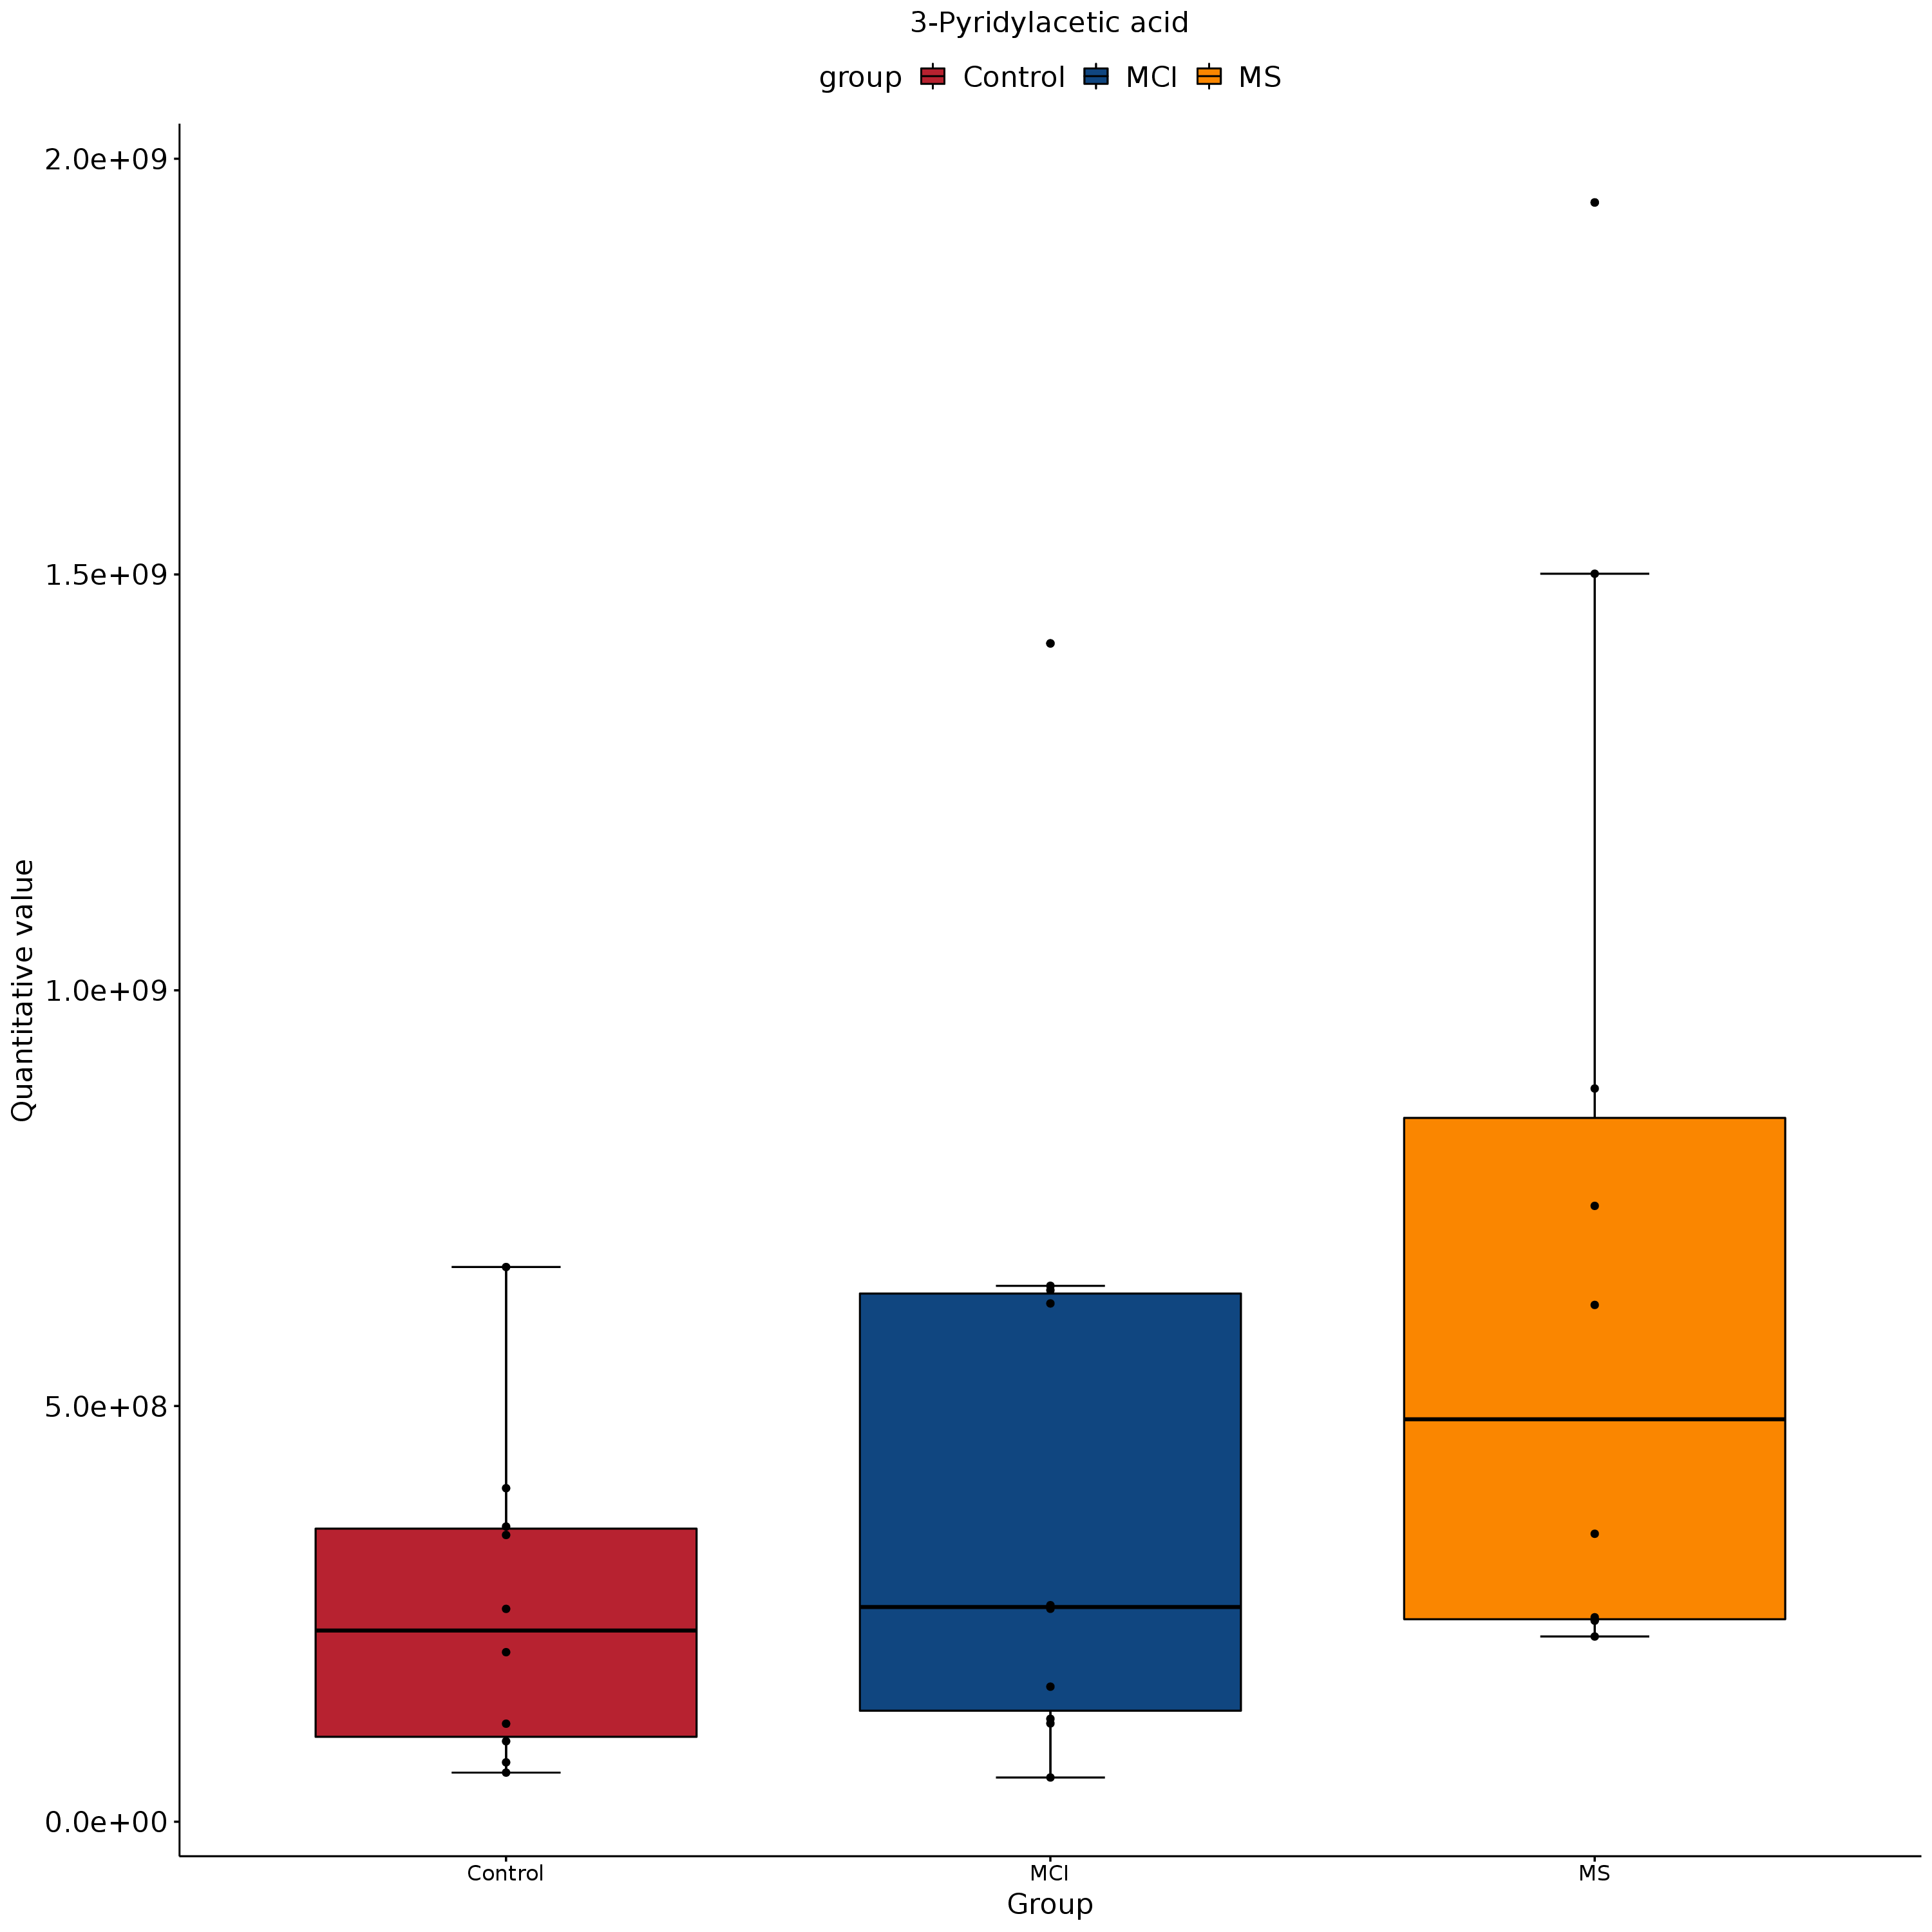 3-Pyridylacetic acid
group Control MCI MS
2.0e+09
1.5e+09
1.0e+09
5.0e+08
0.0e+00
Quantitative value
Control MCI MS
Group